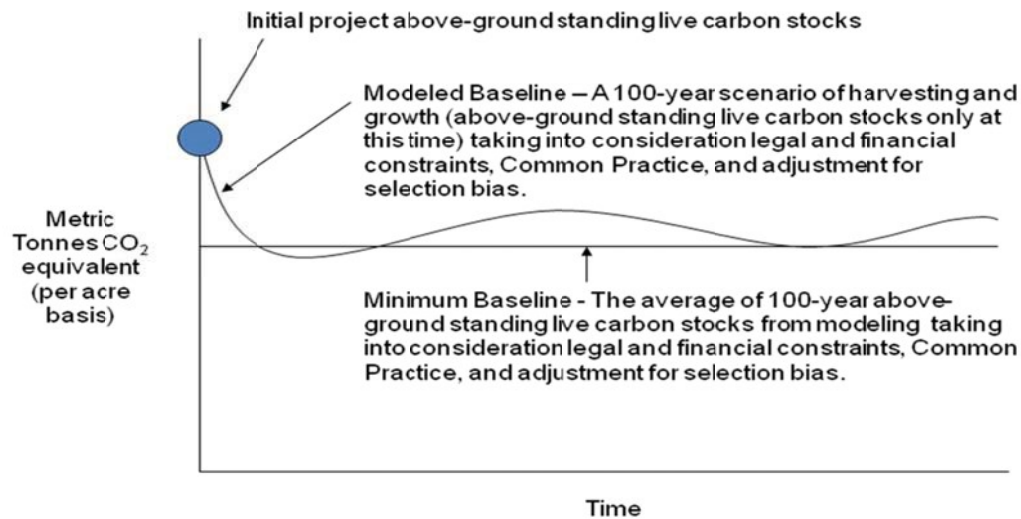 Initial project above-ground standing live carbon stocks
Modeled Baseline – A 100-year scenario of harvesting and
growth (above-ground standing live carbon stocks only at
this time) taking into consideration legal and financial
constraints, Common Practice, and adjustment for
selection bias.
Metric
Tonnes CO₂
equivalent
(per acre
basis)
Minimum Baseline - The average of 100-year above-
ground standing live carbon stocks from modeling taking
into consideration legal and financial constraints, Common
Practice, and adjustment for selection bias.
Time